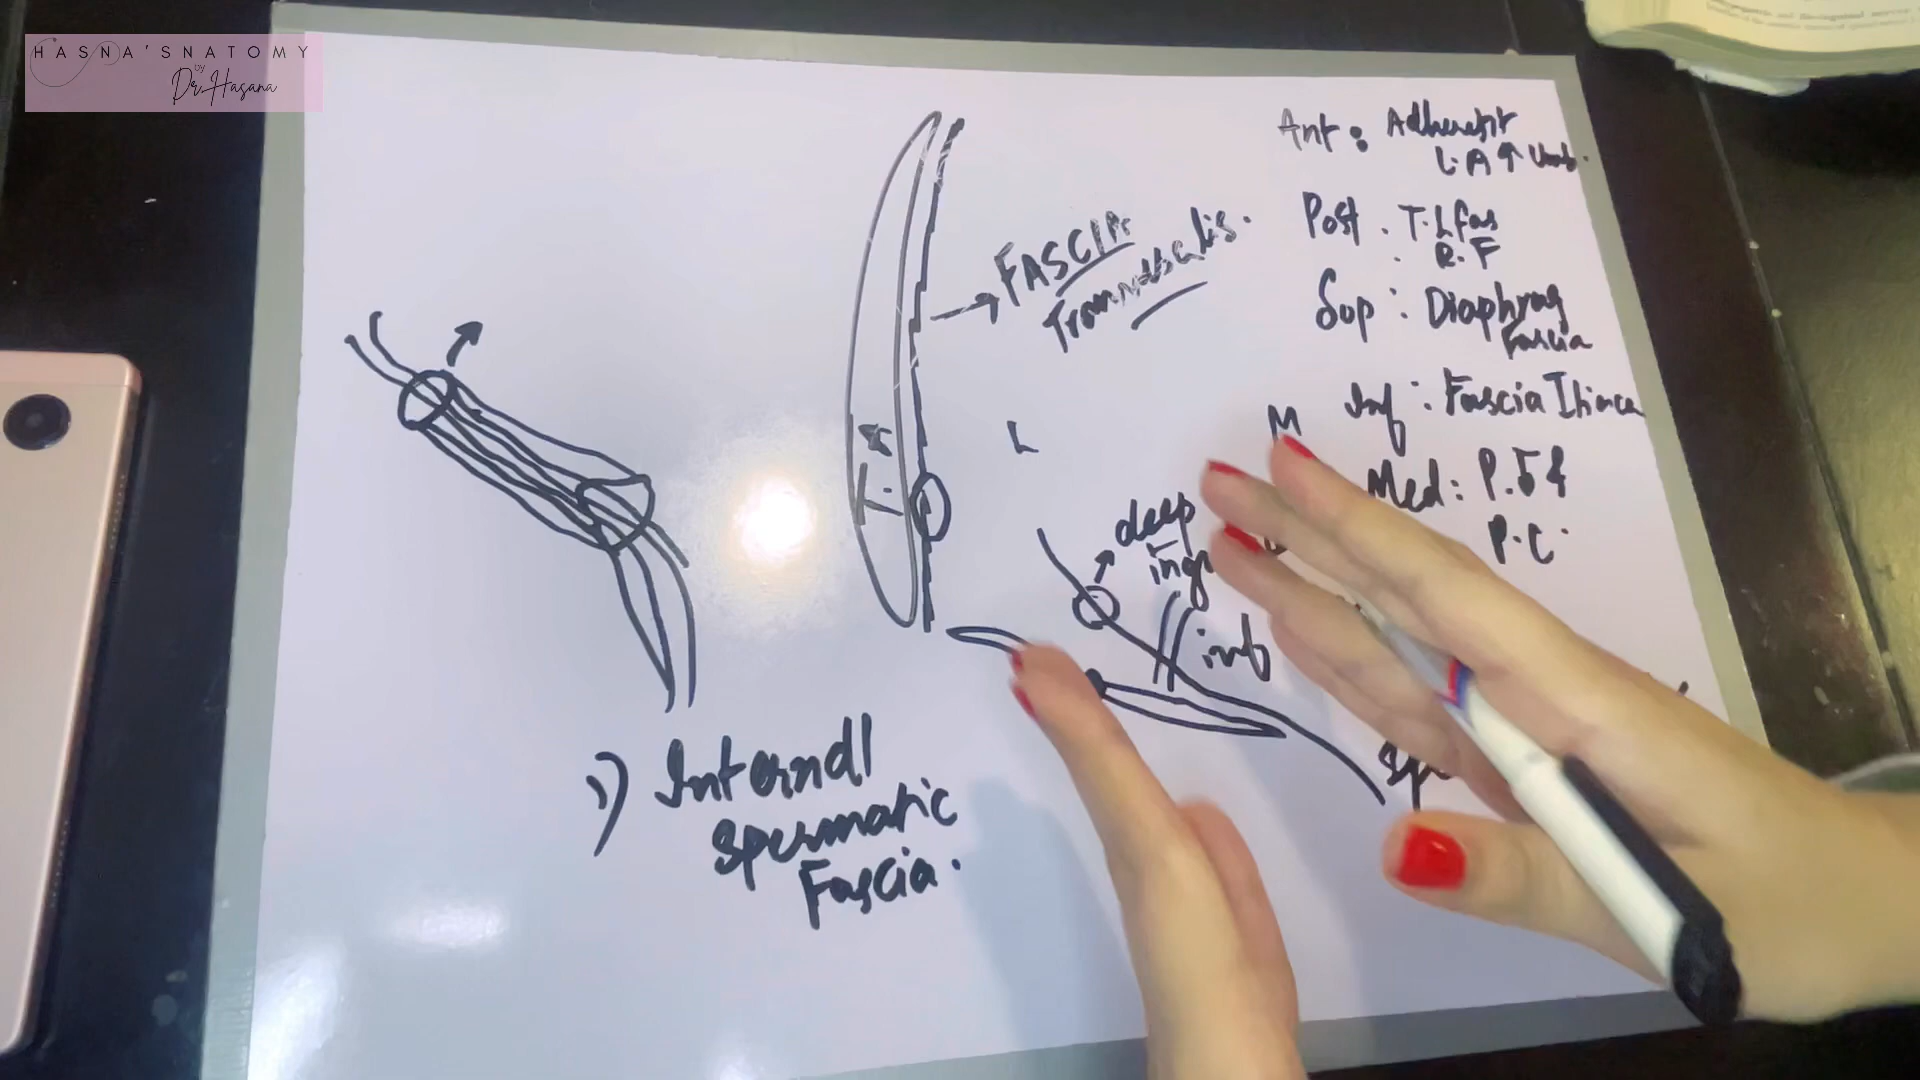 HASNA'SNATOMY
by
Dr.Hasana
Ant : Adherent
L.A ↑ Umb.
Post . T.L fas
R.F
Sup : Diaphrag
Fascia
Inf : Fascia Iliaca
Med : P.S &
P.C.
FASCIA
Transversalis.
T.A
L
M
deep
ing
inf
1) Internal
Spermatic
Fascia.